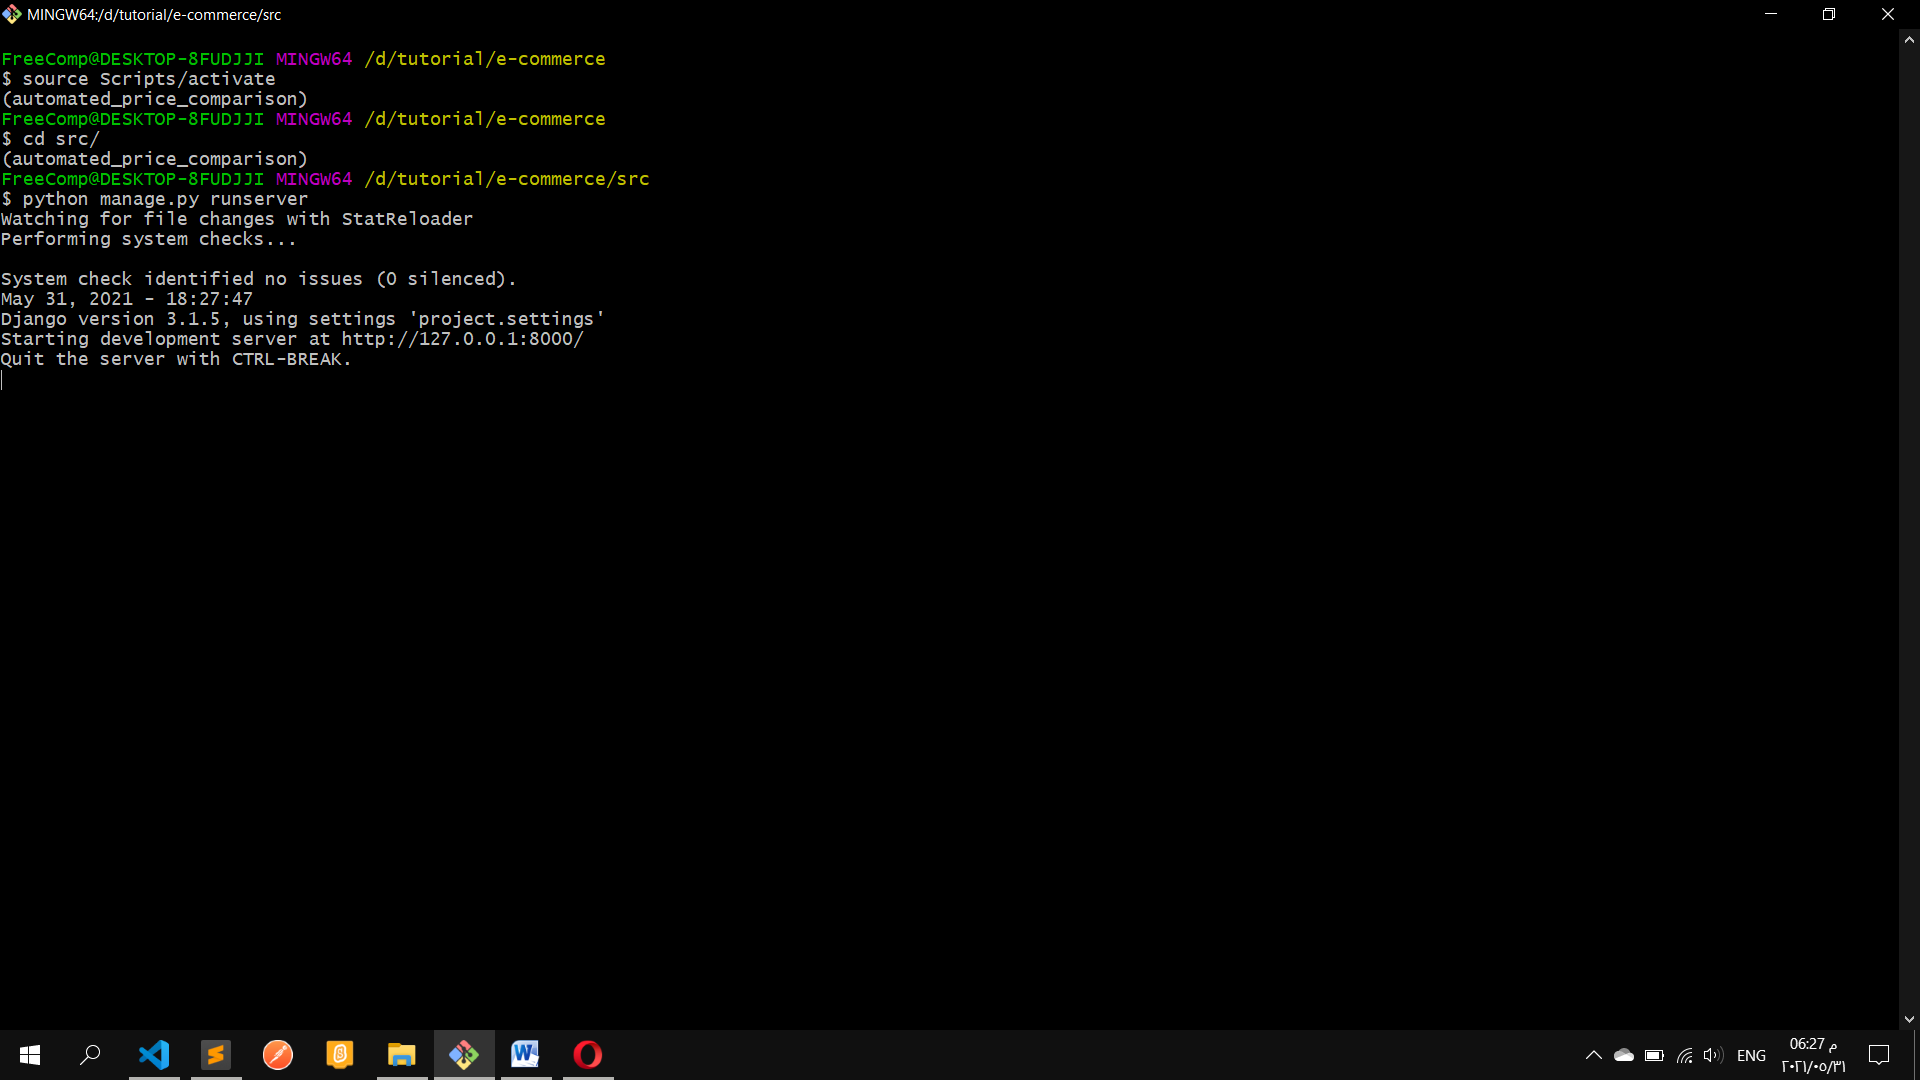 MINGW64:/d/tutorial/e-commerce/src
FreeComp@DESKTOP-8FUDJJI MINGW64 /d/tutorial/e-commerce
$ source Scripts/activate
(automated_price_comparison)
FreeComp@DESKTOP-8FUDJJI MINGW64 /d/tutorial/e-commerce
$ cd src/
(automated_price_comparison)
FreeComp@DESKTOP-8FUDJJI MINGW64 /d/tutorial/e-commerce/src
$ python manage.py runserver
Watching for file changes with StatReloader
Performing system checks...
System check identified no issues (0 silenced).
May 31, 2021 - 18:27:47
Django version 3.1.5, using settings 'project.settings'
Starting development server at http://127.0.0.1:8000/
Quit the server with CTRL-BREAK.
ENG
06:27 م
٢٠٢١/٠٥/٣١